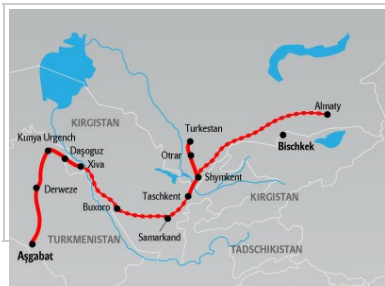 Almaty
KIRGISTAN
Turkestan
Kunya Urgench
Daşoguz
Otrar
Bischkek
Xiva
Shymkent
Derweze
Taschkent
KIRGISTAN
Buxoro
Samarkand
TURKMENISTAN
TADSCHIKISTAN
Aşgabat